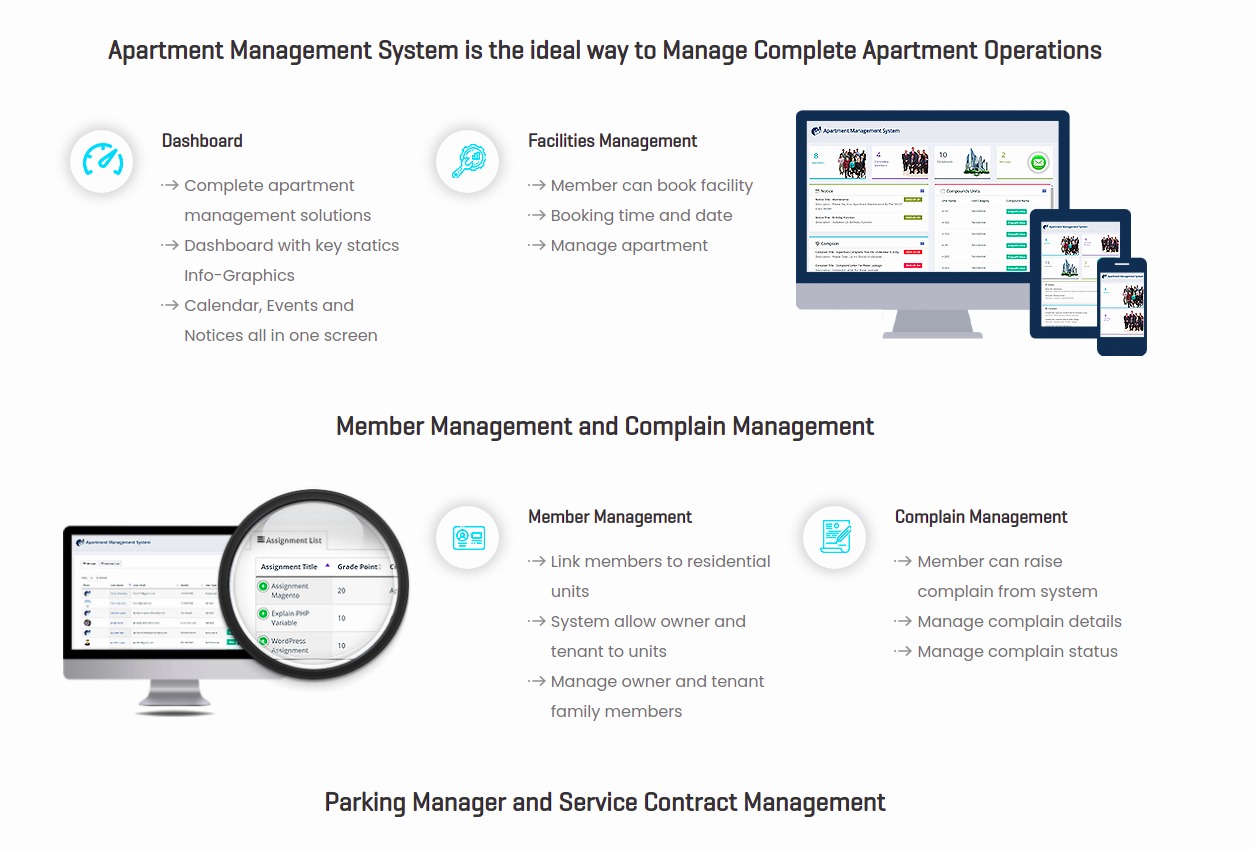 Apartment Management System is the ideal way to Manage Complete Apartment Operations
Dashboard
Complete apartment
management solutions
Dashboard with key statics
Info-Graphics
Calendar, Events and
Notices all in one screen
Facilities Management
Member can book facility
Booking time and date
Manage apartment
Apartment Management System
8
4
10
2
Notice
Compounds Units
Complain
Apartment Management System
Apartment Management System
Member Management and Complain Management
Apartment Management System
Assignment List
Assignment Title Grade Point
Assignment
Magento
20
Explain PHP
Variable
10
WordPress
Assignment
10
Member Management
Link members to residential
units
System allow owner and
tenant to units
Manage owner and tenant
family members
Complain Management
Member can raise
complain from system
Manage complain details
Manage complain status
Parking Manager and Service Contract Management